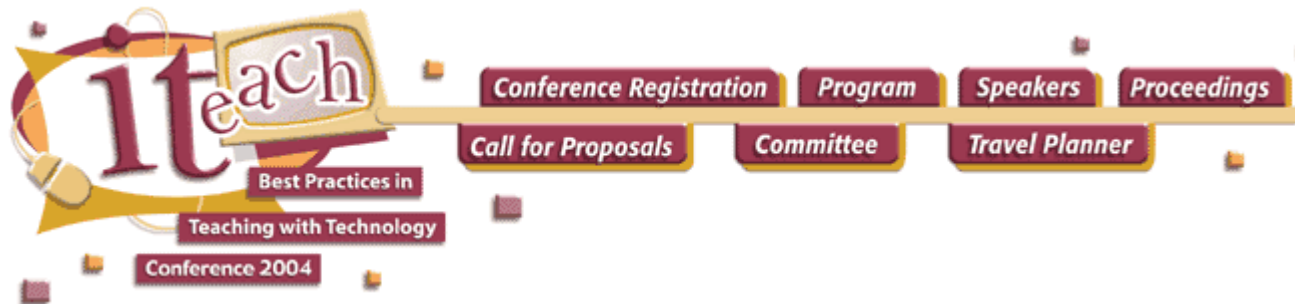 iteach
Best Practices in
Teaching with Technology
Conference 2004
Conference Registration
Program
Speakers
Proceedings
Call for Proposals
Committee
Travel Planner